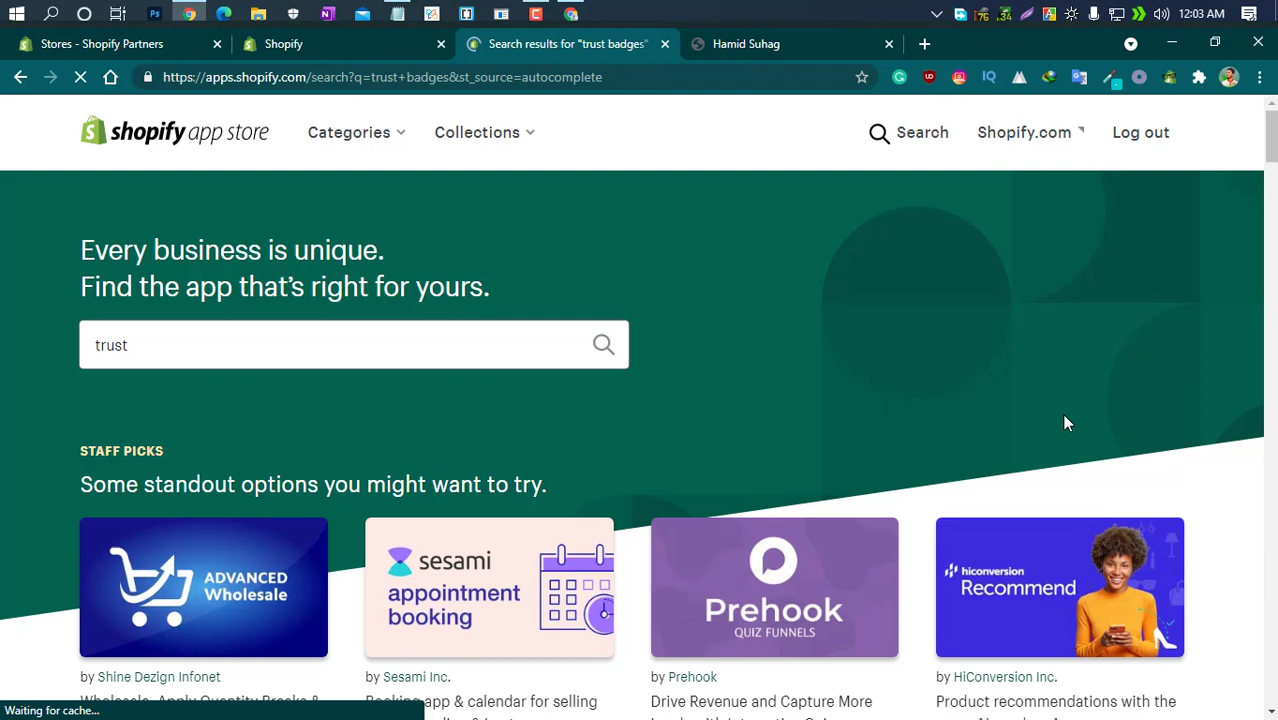 12:03 AM
Stores - Shopify Partners
Shopify
Search results for "trust badges"
Hamid Suhag
https://apps.shopify.com/search?q=trust+badges&st_source=autocomplete
shopify app store
Categories
Collections
Search
Shopify.com
Log out
Every business is unique.
Find the app that's right for yours.
trust
STAFF PICKS
Some standout options you might want to try.
ADVANCED
Wholesale
sesami
appointment
booking
Prehook
QUIZ FUNNELS
hiconversion
Recommend
by Shine Dezign Infonet
by Sesami Inc.
by Prehook
by HiConversion Inc.
Wholesale, Apply Quantity Breaks &
Booking app & calendar for selling
Drive Revenue and Capture More
Product recommendations with the
Waiting for cache...